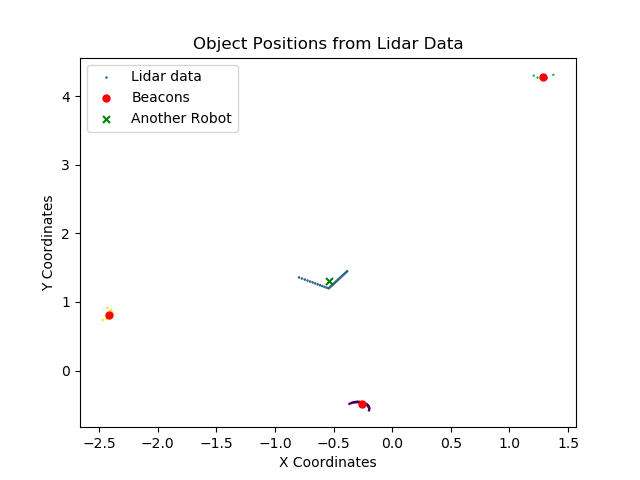 Object Positions from Lidar Data
Lidar data
Beacons
Another Robot
4
3
2
1
0
Y Coordinates
−2.5 −2.0 −1.5 −1.0 −0.5 0.0 0.5 1.0 1.5
X Coordinates